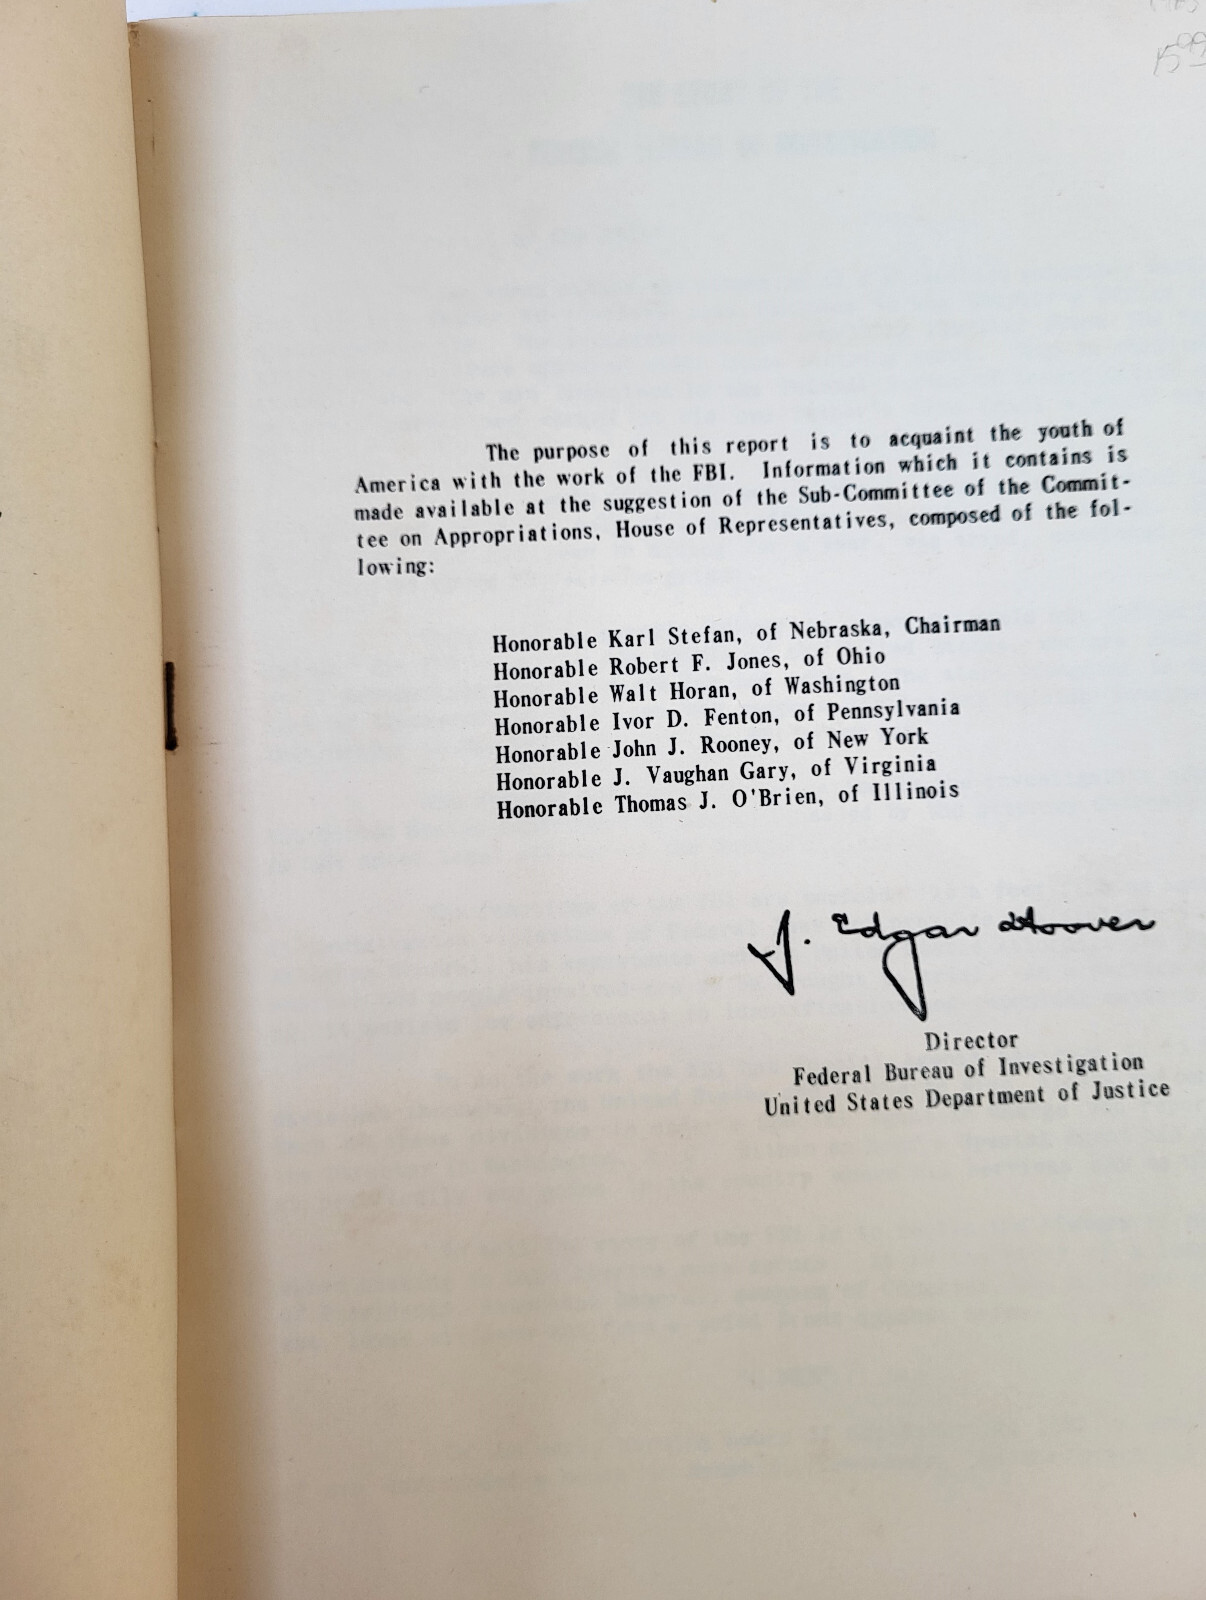 15.99
The purpose of this report is to acquaint the youth of
America with the work of the FBI. Information which it contains is
made available at the suggestion of the Sub-Committee of the Commit-
tee on Appropriations, House of Representatives, composed of the fol-
lowing:
Honorable Karl Stefan, of Nebraska, Chairman
Honorable Robert F. Jones, of Ohio
Honorable Walt Horan, of Washington
Honorable Ivor D. Fenton, of Pennsylvania
Honorable John J. Rooney, of New York
Honorable J. Vaughan Gary, of Virginia
Honorable Thomas J. O'Brien, of Illinois
J. Edgar Hoover
Director
Federal Bureau of Investigation
United States Department of Justice